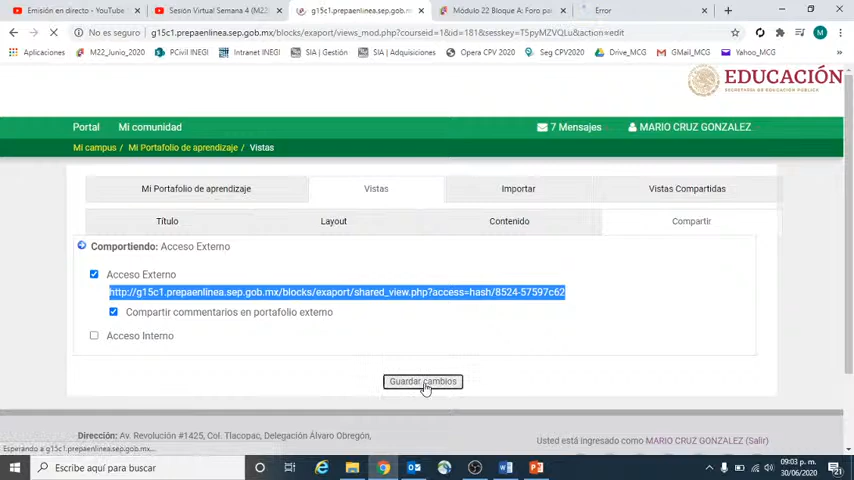 Emisión en directo - YouTube
Sesión Virtual Semana 4 (M22
g15c1.prepaenlinea.sep.gob.m
Módulo 22 Bloque A: Foro pa
Error
No es seguro | g15c1.prepaenlinea.sep.gob.mx/blocks/exaport/views_mod.php?courseid=1&id=181&sesskey=T5pyMZVQLu&action=edit
Aplicaciones M22_Junio_2020 PCivil INEGI Intranet INEGI SIA | Gestión SIA | Adquisiciones Opera CPV 2020 Seg CPV2020 Drive_MCG GMail_MCG Yahoo_MCG
EDUCACIÓN
SECRETARÍA DE EDUCACIÓN PÚBLICA
Portal Mi comunidad 7 Mensajes MARIO CRUZ GONZALEZ
Mi campus / Mi Portafolio de aprendizaje / Vistas
Mi Portafolio de aprendizaje Vistas Importar Vistas Compartidas
Título Layout Contenido Compartir
Comportiendo: Acceso Externo
Acceso Externo
http://g15c1.prepaenlinea.sep.gob.mx/blocks/exaport/shared_view.php?access=hash/8524-57597c62
Compartir commentarios en portafolio externo
Acceso Interno
Guardar cambios
Dirección: Av. Revolución #1425, Col. Tlacopac, Delegación Álvaro Obregón,
Usted está ingresado como MARIO CRUZ GONZALEZ (Salir)
Esperando a g15c1.prepaenlinea.sep.gob.mx...
Escribe aquí para buscar
09:03 p. m.
30/06/2020
21